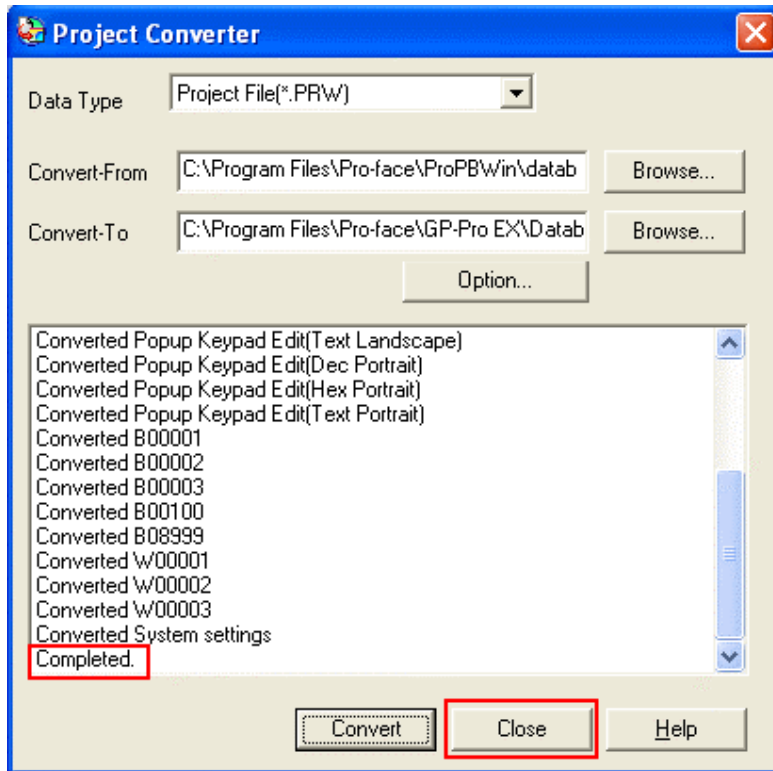 Project Converter
Data Type Project File(*.PRW)
Convert-From C:\Program Files\Pro-face\ProPBWin\datab Browse...
Convert-To C:\Program Files\Pro-face\GP-Pro EX\Datab Browse...
Option...
Converted Popup Keypad Edit(Text Landscape)
Converted Popup Keypad Edit(Dec Portrait)
Converted Popup Keypad Edit(Hex Portrait)
Converted Popup Keypad Edit(Text Portrait)
Converted B00001
Converted B00002
Converted B00003
Converted B00100
Converted B08999
Converted W00001
Converted W00002
Converted W00003
Converted System settings
Completed.
Convert Close Help